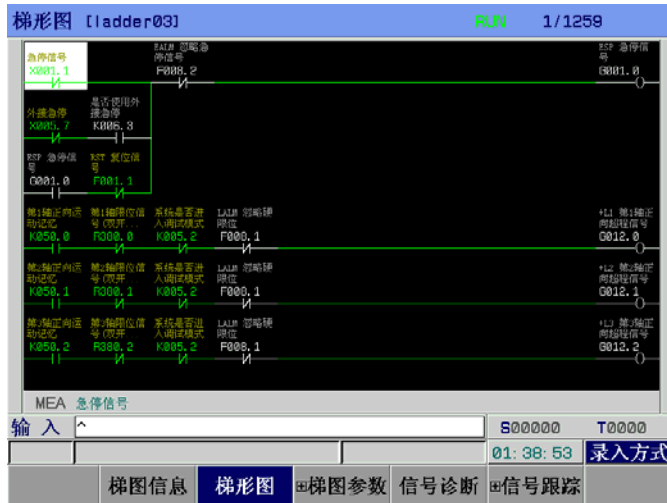 梯形图 [ladder03] RUN 1/1259
急停信号
X001.1
EALM 忽略急
停信号
F008.2
ESP 急停信
号
G001.0
外接急停
X005.7
是否使用外
接急停
K006.3
ESP 急停信
号
G001.0
RST 复位信
号
F001.1
第1轴正向运
动记忆
K050.0
第1轴限位信
号(双开...
R380.0
系统是否进
入调试模式
K005.2
LALM 忽略硬
限位
F008.1
+L1 第1轴正
向超程信号
G012.0
第2轴正向运
动记忆
K050.1
第2轴限位信
号(双开
R380.1
系统是否进
入调试模式
K005.2
LALM 忽略硬
限位
F008.1
+L2 第2轴正
向超程信号
G012.1
第3轴正向运
动记忆
K050.2
第3轴限位信
号(双开
R380.2
系统是否进
入调试模式
K005.2
LALM 忽略硬
限位
F008.1
+L3 第3轴正
向超程信号
G012.2
MEA 急停信号
输 入 ^ S00000 T0000
01:38:53 录入方式
梯图信息 梯形图 ⊞梯图参数 信号诊断 ⊞信号跟踪